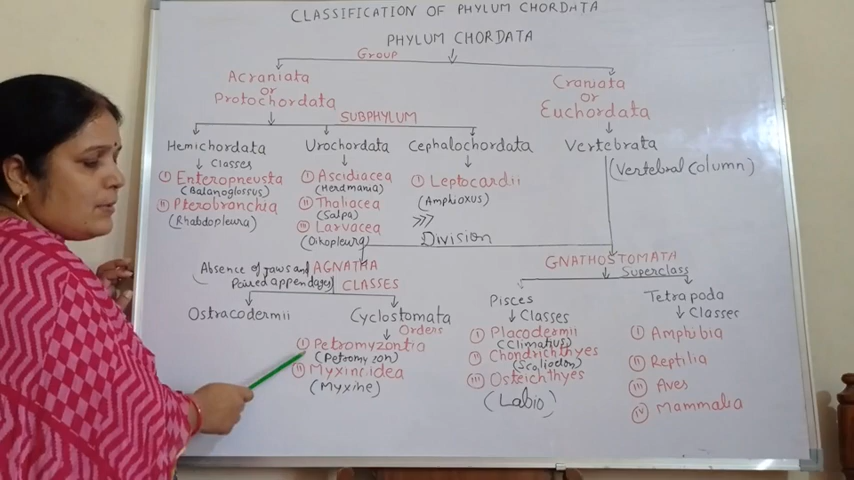 CLASSIFICATION OF PHYLUM CHORDATA
PHYLUM CHORDATA
Group
Acraniata
or
Protochordata
Craniata
or
Euchordata
SUBPHYLUM
Hemichordata
Urochordata
Cephalochordata
Vertebrata
(Vertebral Column)
Classes
I Enteropneusta
(Balanoglossus)
II Pterobranchia
(Rhabdopleura)
I Ascidiacea
(Herdmania)
II Thaliacea
(Salpa)
III Larvacea
(Oikopleura)
I Leptocardii
(Amphioxus)
Division
Absence of jaws and
Paired appendages
AGNATHA
CLASSES
GNATHOSTOMATA
Superclass
Ostracodermii
Cyclostomata
Orders
I Petromyzontia
(Petromyzon)
II Myxinoidea
(Myxine)
Pisces
Classes
I Placodermii
(Climatius)
II Chondrichthyes
(Scoliodon)
III Osteichthyes
(Labio)
Tetrapoda
Classes
I Amphibia
II Reptilia
III Aves
IV Mammalia